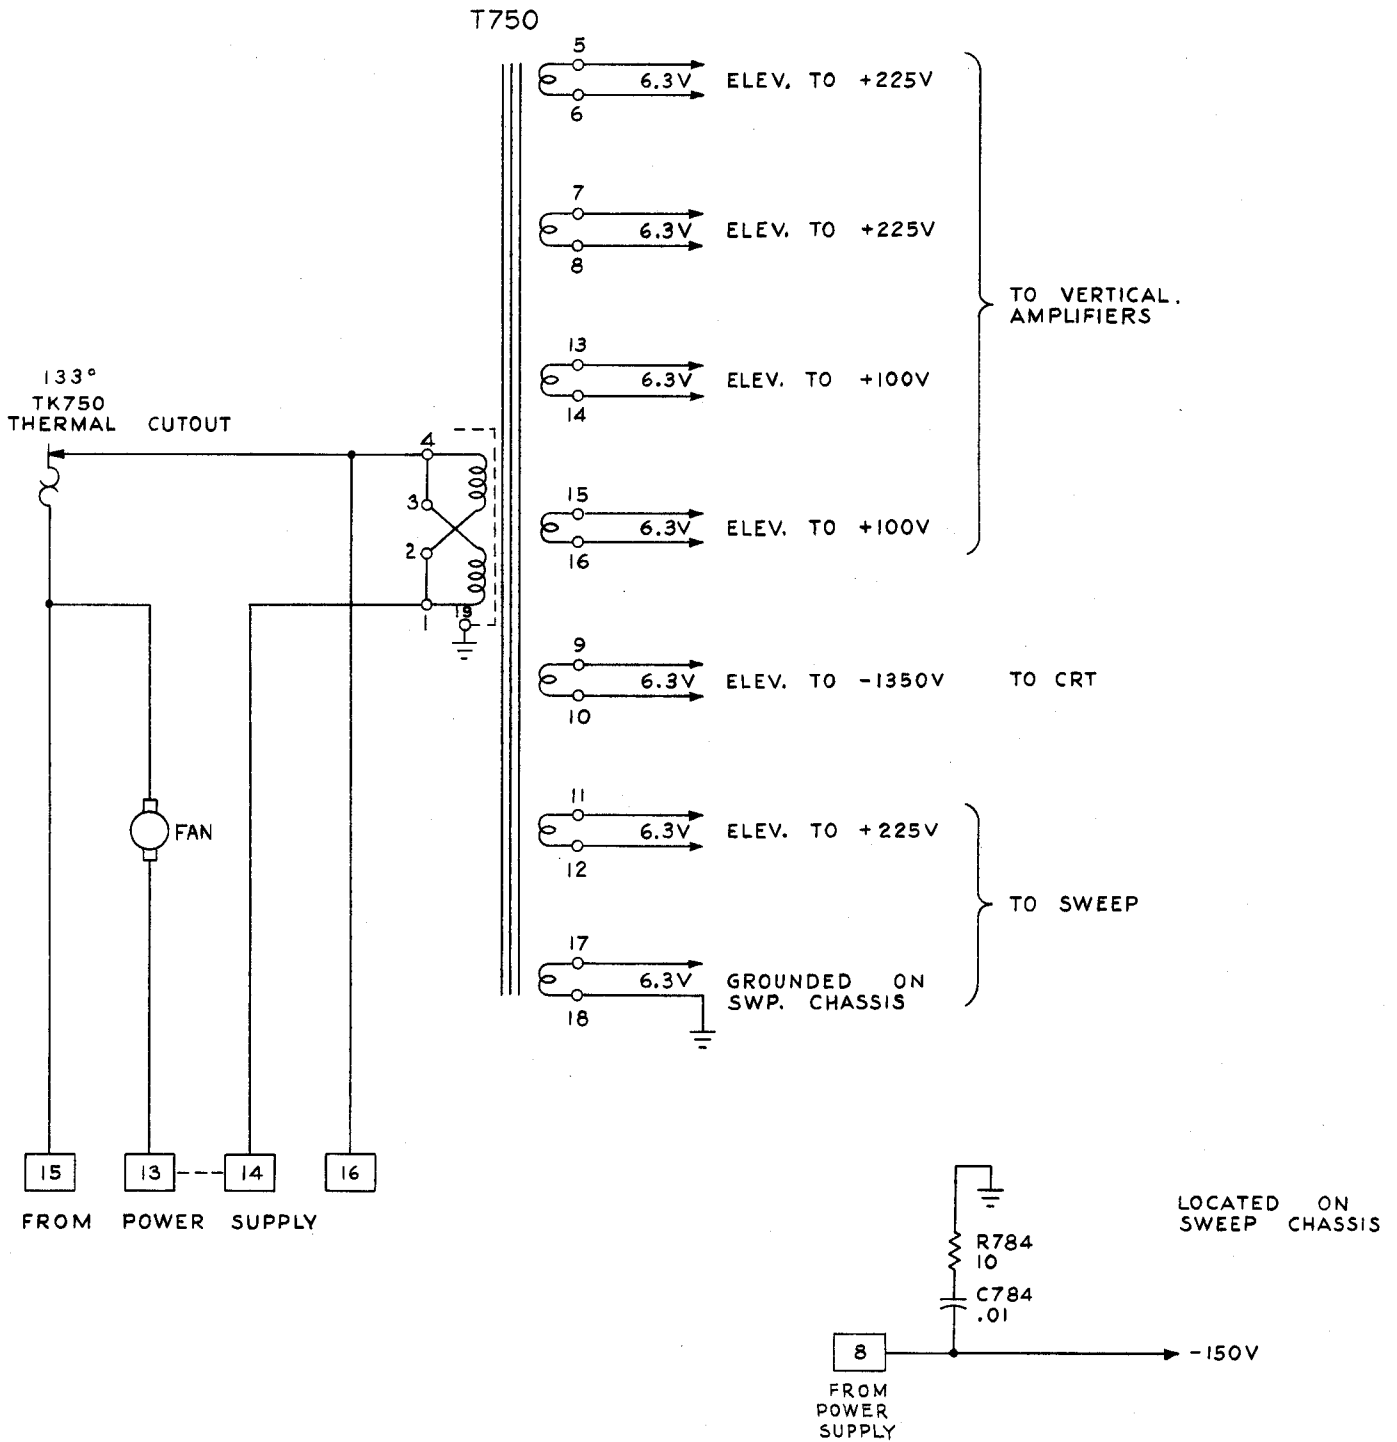 T750
5
6.3V ELEV. TO +225V
6
7
6.3V ELEV. TO +225V
8
TO VERTICAL.
AMPLIFIERS
13
6.3V ELEV. TO +100V
14
133°
TK750
THERMAL CUTOUT
4
3
2
1
19
15
6.3V ELEV. TO +100V
16
9
6.3V ELEV. TO -1350V TO CRT
10
11
6.3V ELEV. TO +225V
12
FAN
TO SWEEP
17
6.3V GROUNDED ON
SWP. CHASSIS
18
15 13 14 16
FROM POWER SUPPLY
LOCATED ON
SWEEP CHASSIS
R784
10
C784
.01
8 -150V
FROM
POWER
SUPPLY